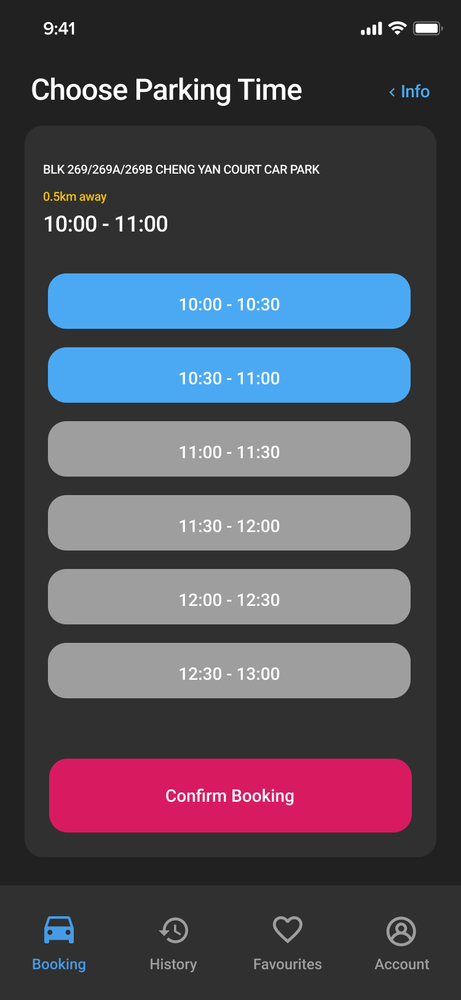 9:41
Choose Parking Time
< Info
BLK 269/269A/269B CHENG YAN COURT CAR PARK
0.5km away
10:00 - 11:00
10:00 - 10:30
10:30 - 11:00
11:00 - 11:30
11:30 - 12:00
12:00 - 12:30
12:30 - 13:00
Confirm Booking
Booking
History
Favourites
Account